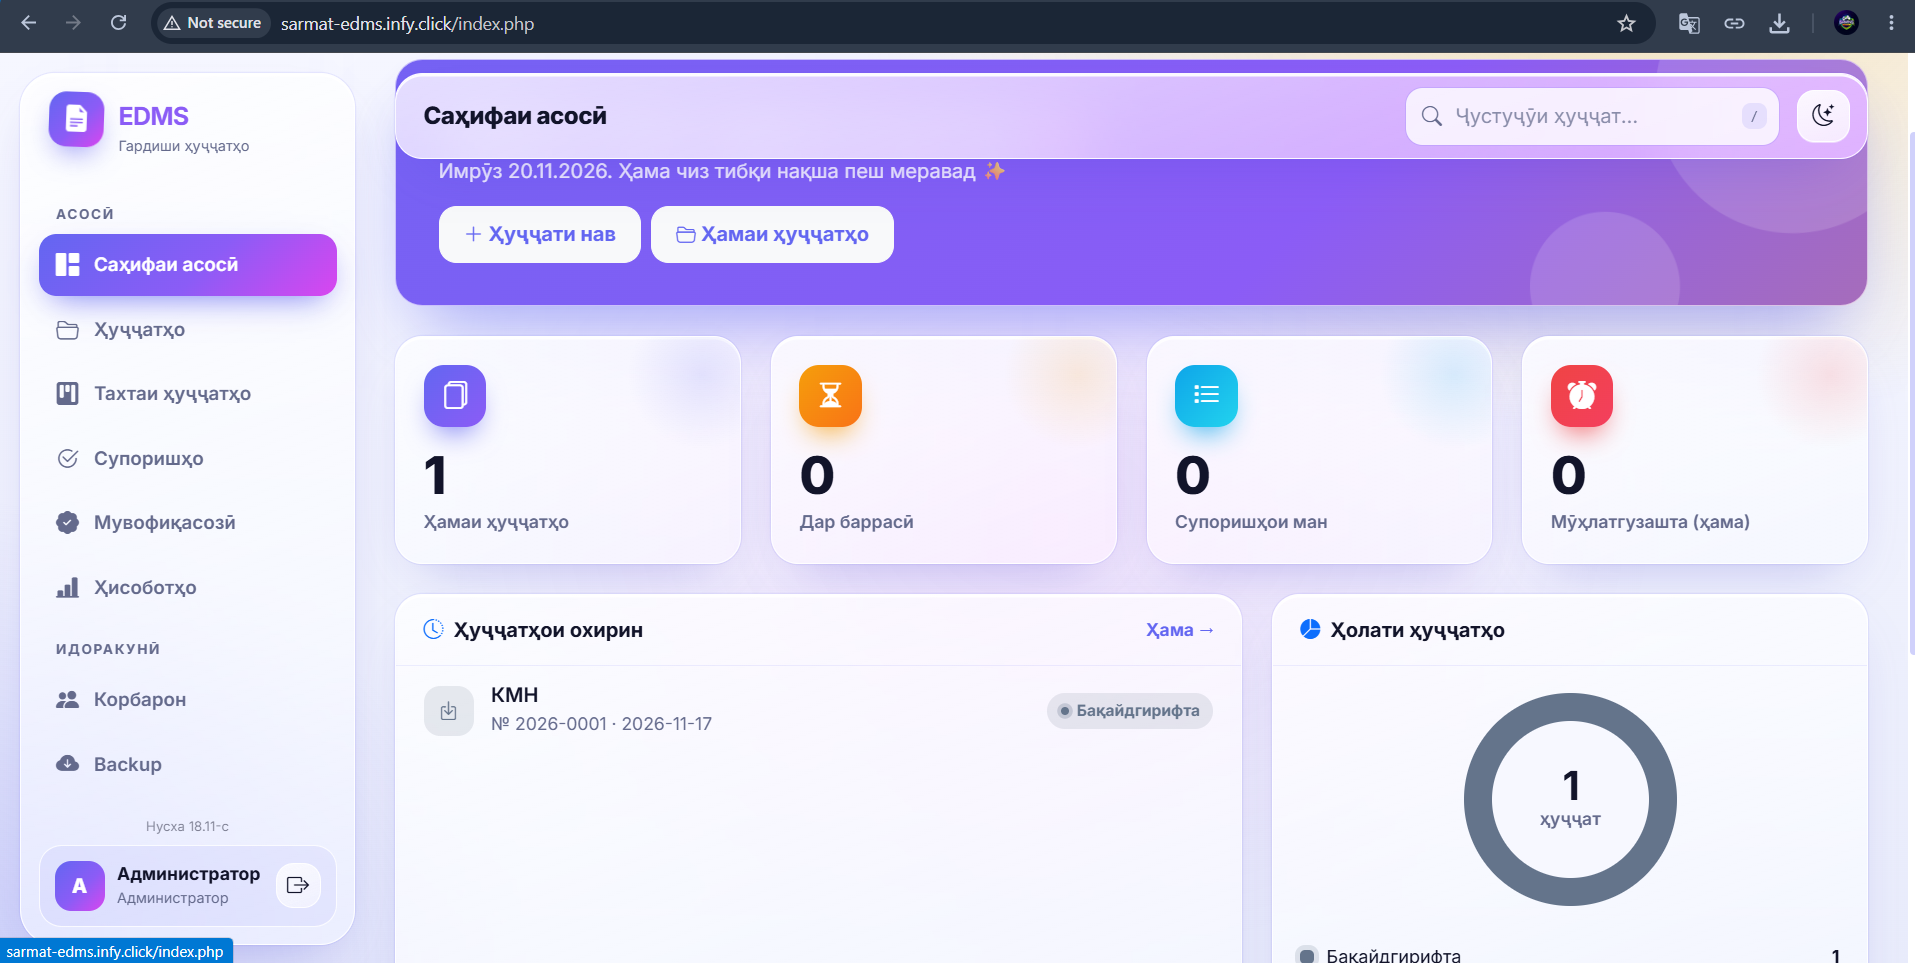 Not secure
sarmat-edms.infy.click/index.php
EDMS
Гардиши ҳуҷҷатҳо
АСОСӢ
Саҳифаи асосӣ
Ҳуҷҷатҳо
Тахтаи ҳуҷҷатҳо
Супоришҳо
Мувофиқасозӣ
Ҳисоботҳо
ИДОРАКУНӢ
Корбарон
Backup
Нусха 18.11-c
A
Администратор
Администратор
sarmat-edms.infy.click/index.php
Саҳифаи асосӣ
Ҷустуҷӯи ҳуҷҷат...
/
Имрӯз 20.11.2026. Ҳама чиз тибқи нақша пеш меравад ✨
+ Ҳуҷҷати нав
Ҳамаи ҳуҷҷатҳо
1
Ҳамаи ҳуҷҷатҳо
0
Дар баррасӣ
0
Супоришҳои ман
0
Мӯҳлатгузашта (ҳама)
Ҳуҷҷатҳои охирин
Ҳама →
КМН
№ 2026-0001 · 2026-11-17
Бақайдгирифта
Ҳолати ҳуҷҷатҳо
1
ҳуҷҷат
Бақайдгирифта
1